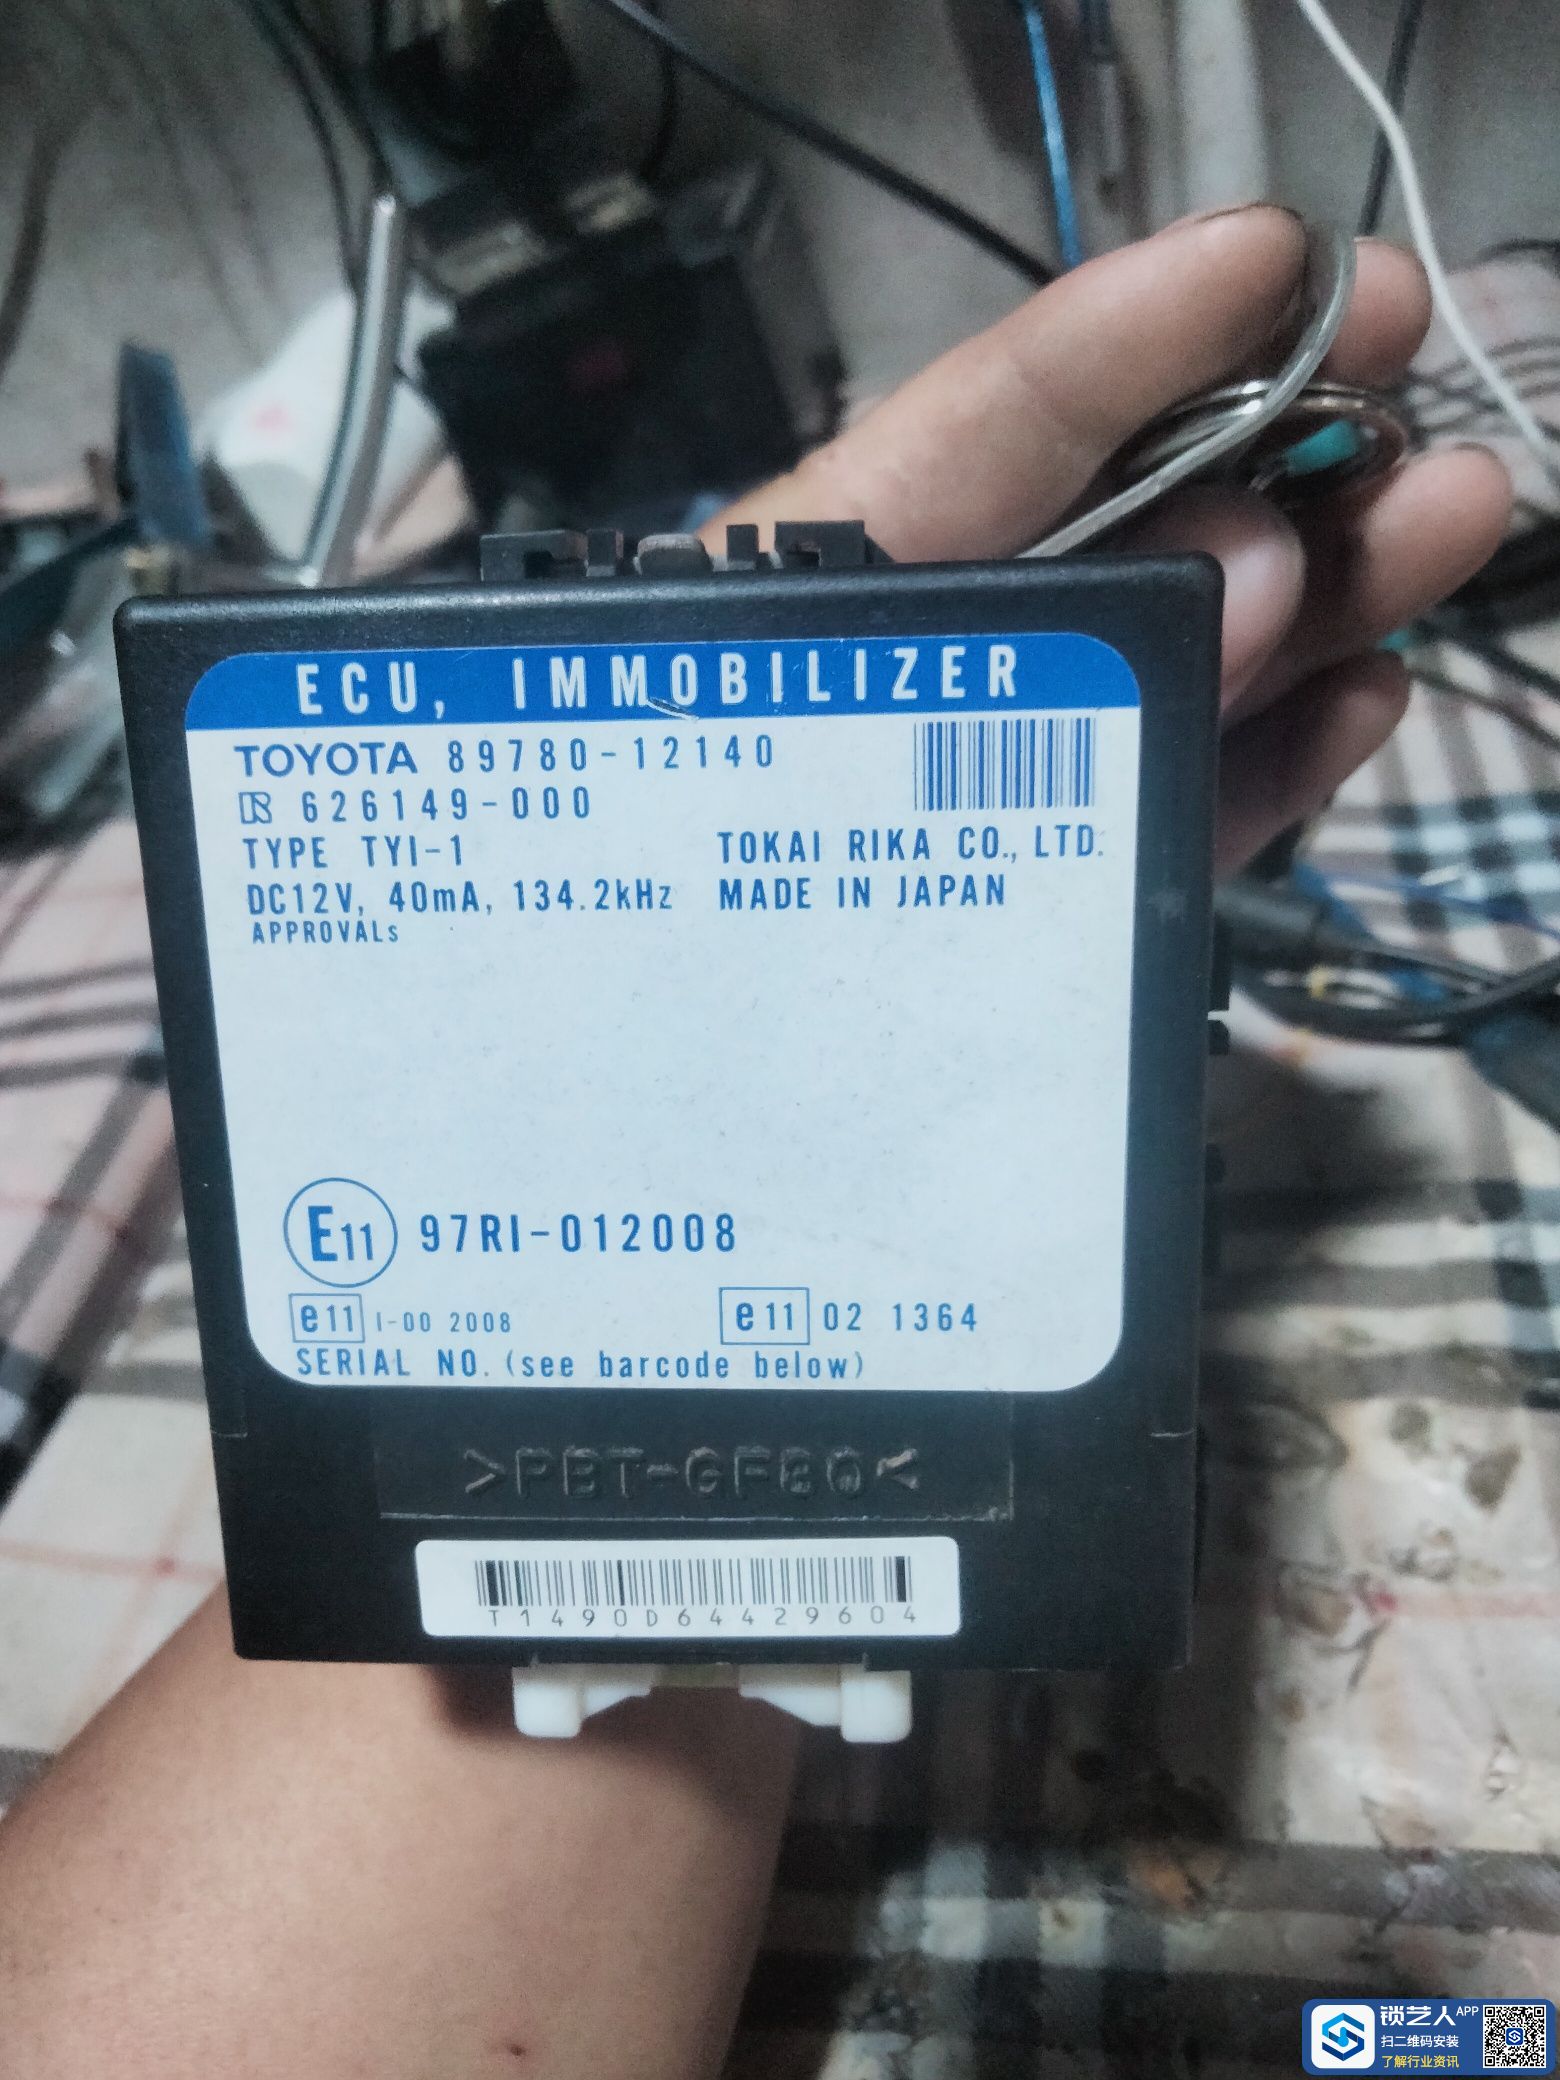 ECU, IMMOBILIZER
TOYOTA 89780-12140
626149-000
TYPE TYI-1
TOKAI RIKA CO., LTD.
DC12V, 40mA, 134.2kHz
MADE IN JAPAN
APPROVALs
E11 97RI-012008
e11 I-00 2008
e11 02 1364
SERIAL NO. (see barcode below)
>PBT-GF30<
T1490D64429604
锁艺人APP
扫二维码安装
了解行业资讯